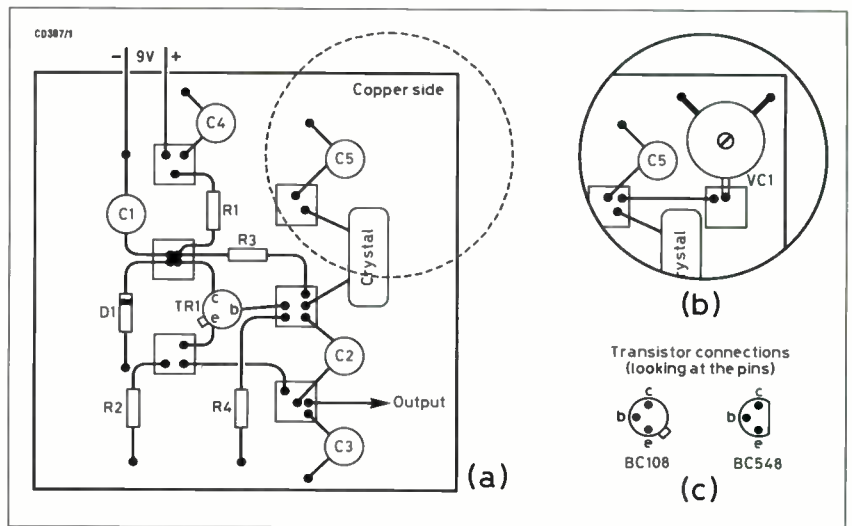 CD387/1
− 9V +
Copper side
C4
C5
C1
R1
R3
Crystal
D1
TR1
c
b
e
C2
R2
R4
Output
C3
(a)
C5
VC1
rystal
(b)
Transistor connections
(looking at the pins)
c
b
e
BC108
c
b
e
BC548
(c)